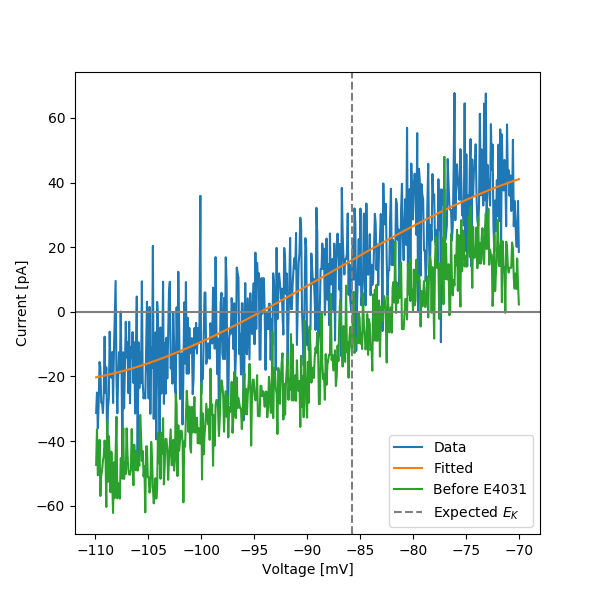 Current [pA]
60
40
20
0
−20
−40
−60
−110
−105
−100
−95
−90
−85
−80
−75
−70
Voltage [mV]
Data
Fitted
Before E4031
Expected E_K